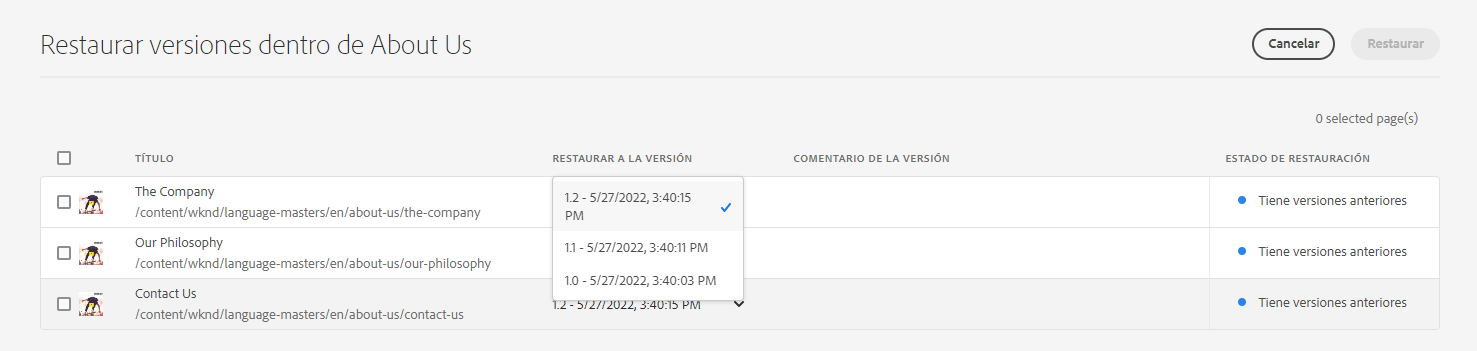 Restaurar versiones dentro de About Us
Cancelar
Restaurar
0 selected page(s)
TÍTULO
RESTAURAR A LA VERSIÓN
COMENTARIO DE LA VERSIÓN
ESTADO DE RESTAURACIÓN
The Company
/content/wknd/language-masters/en/about-us/the-company
1.2 - 5/27/2022, 3:40:15
PM
Tiene versiones anteriores
Our Philosophy
/content/wknd/language-masters/en/about-us/our-philosophy
1.1 - 5/27/2022, 3:40:11 PM
1.0 - 5/27/2022, 3:40:03 PM
Tiene versiones anteriores
Contact Us
/content/wknd/language-masters/en/about-us/contact-us
1.2 - 5/27/2022, 3:40:15 PM
Tiene versiones anteriores